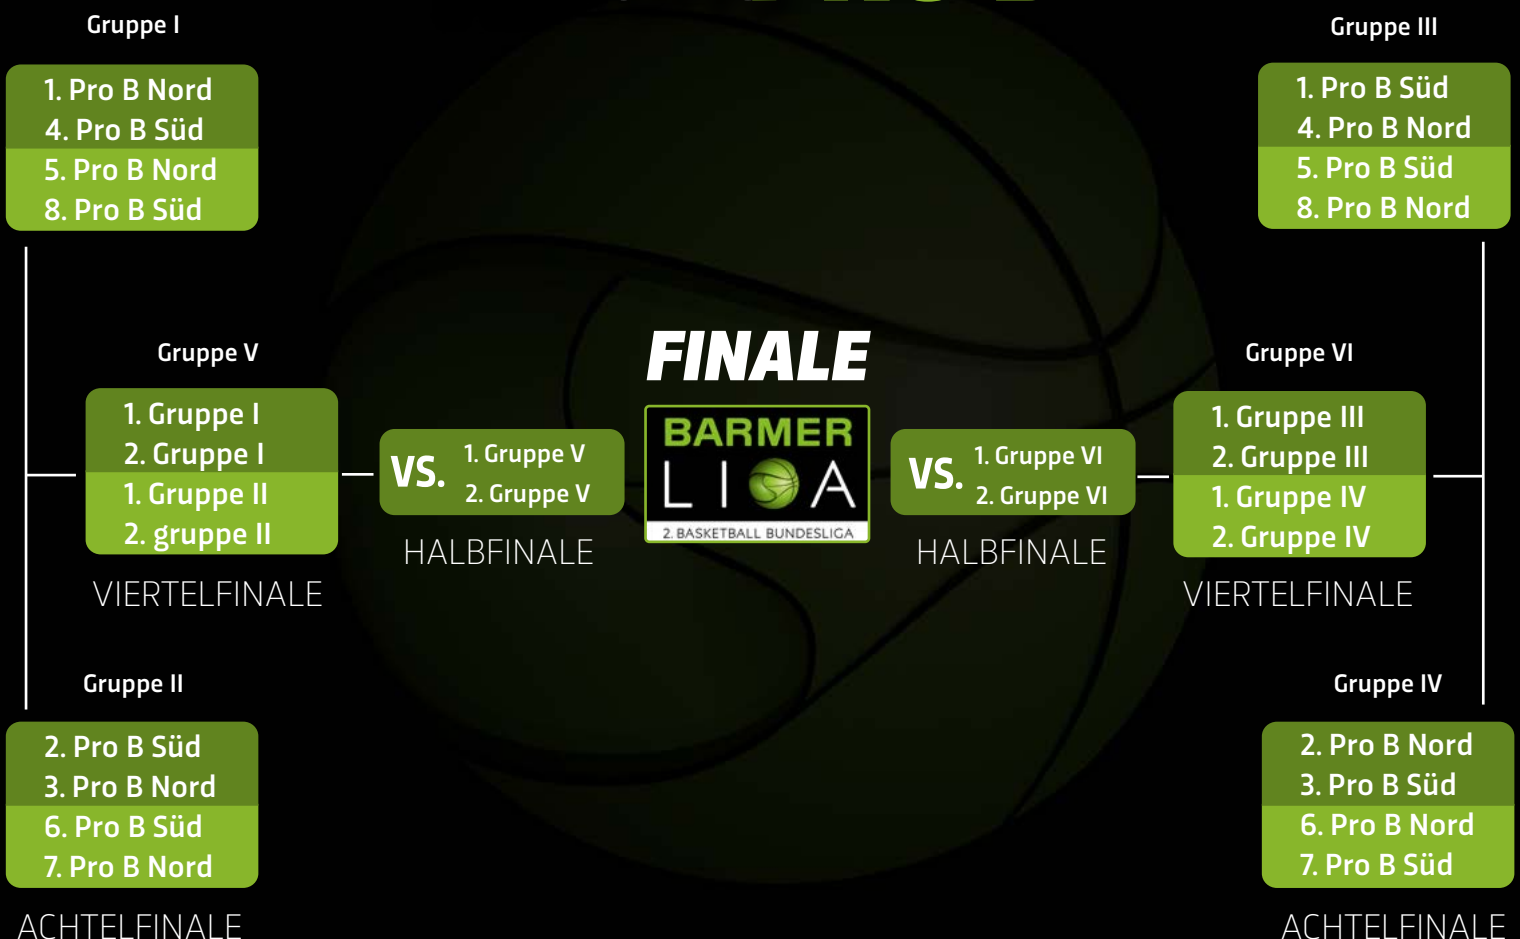 Gruppe I
1. Pro B Nord
4. Pro B Süd
5. Pro B Nord
8. Pro B Süd
Gruppe V
1. Gruppe I
2. Gruppe I
1. Gruppe II
2. gruppe II
VIERTELFINALE
Gruppe II
2. Pro B Süd
3. Pro B Nord
6. Pro B Süd
7. Pro B Nord
ACHTELFINALE
VS.
1. Gruppe V
2. Gruppe V
HALBFINALE
FINALE
BARMER
LIGA
2. BASKETBALL BUNDESLIGA
VS.
1. Gruppe VI
2. Gruppe VI
HALBFINALE
Gruppe III
1. Pro B Süd
4. Pro B Nord
5. Pro B Süd
8. Pro B Nord
Gruppe VI
1. Gruppe III
2. Gruppe III
1. Gruppe IV
2. Gruppe IV
VIERTELFINALE
Gruppe IV
2. Pro B Nord
3. Pro B Süd
6. Pro B Nord
7. Pro B Süd
ACHTELFINALE